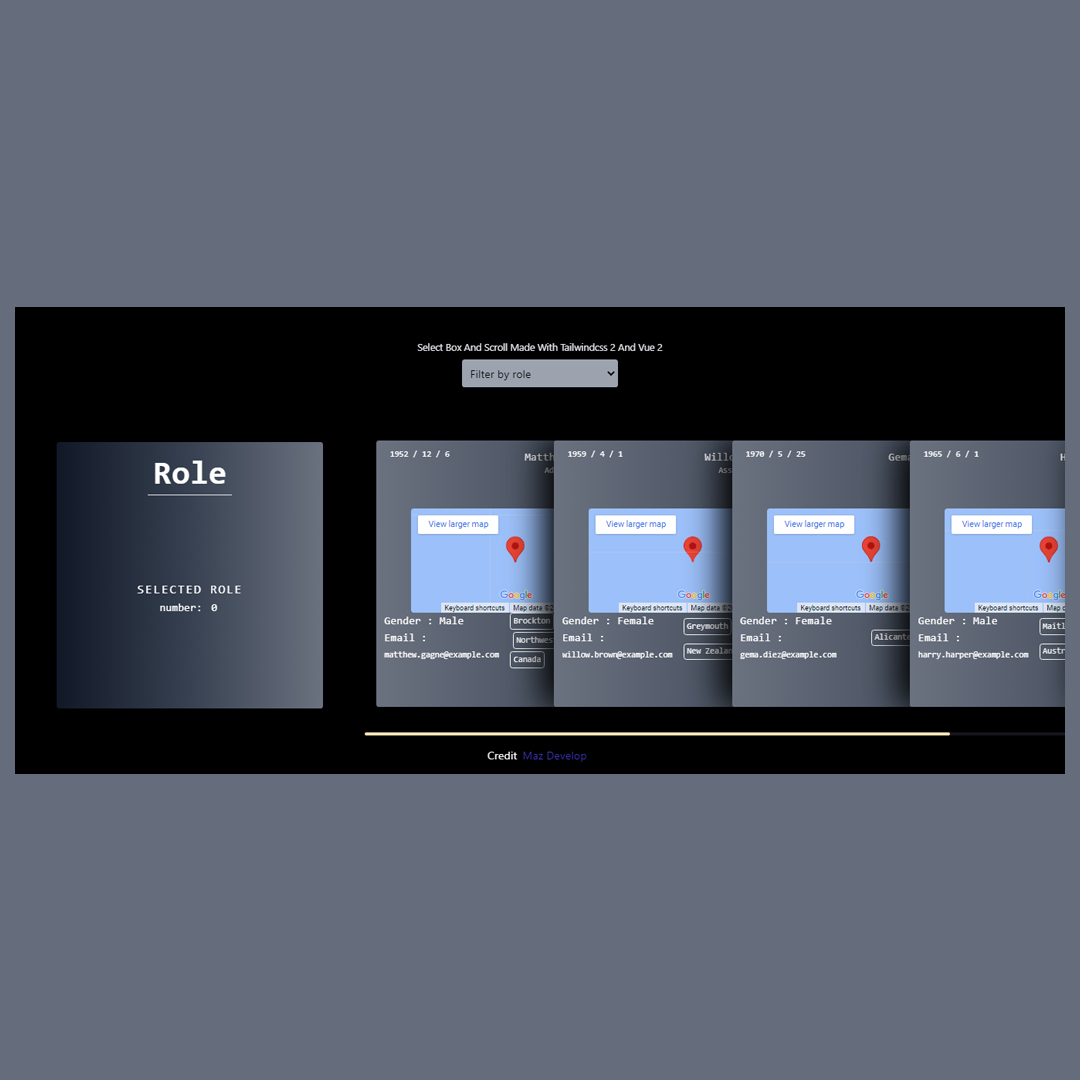 Select Box And Scroll Made With Tailwindcss 2 And Vue 2
Filter by role
Role
SELECTED ROLE
number: 0
1952 / 12 / 6
Matth
Ad
View larger map
Google
Keyboard shortcuts
Map data ©2
Gender : Male
Email :
matthew.gagne@example.com
Brockton
Northwes
Canada
1959 / 4 / 1
Willo
Ass
View larger map
Google
Keyboard shortcuts
Map data ©2
Gender : Female
Email :
willow.brown@example.com
Greymouth
New Zealan
1970 / 5 / 25
Gema
View larger map
Google
Keyboard shortcuts
Map data ©2
Gender : Female
Email :
gema.diez@example.com
Alicante
1965 / 6 / 1
H
View larger map
Google
Keyboard shortcuts
Map da
Gender : Male
Email :
harry.harper@example.com
Maitl
Austr
Credit Maz Develop